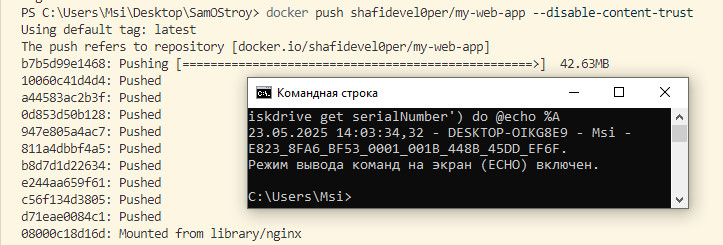 PS C:\Users\Msi\Desktop\SamOStroy> docker push shafidevel0per/my-web-app --disable-content-trust
Using default tag: latest
The push refers to repository [docker.io/shafidevel0per/my-web-app]
b7b5d99e1468: Pushing [==================================================>]  42.63MB
10060c41d4d4: Pushed
a44583ac2b3f: Pushed
0d853d50b128: Pushed
947e805a4ac7: Pushed
811a4dbbf4a5: Pushed
b8d7d1d22634: Pushed
e244aa659f61: Pushed
c56f134d3805: Pushed
d71eae0084c1: Pushed
08000c18d16d: Mounted from library/nginx
Командная строка
iskdrive get serialNumber') do @echo %A
23.05.2025 14:03:34,32 - DESKTOP-OIKG8E9 - Msi -
E823_8FA6_BF53_0001_001B_448B_45DD_EF6F.
Режим вывода команд на экран (ECHO) включен.
C:\Users\Msi>